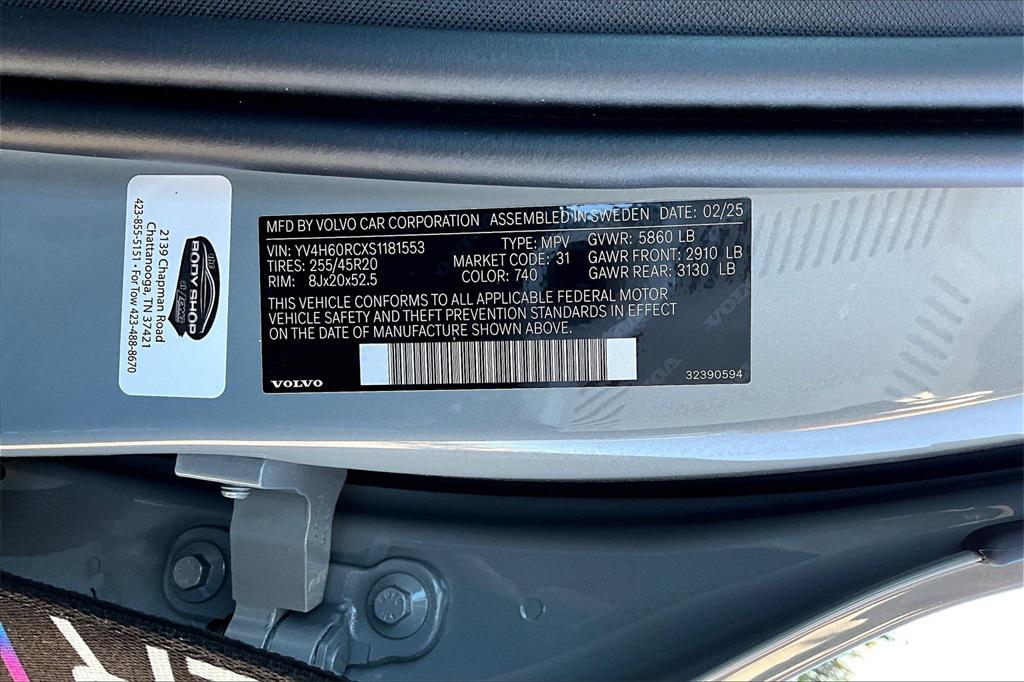 MFD BY VOLVO CAR CORPORATION ASSEMBLED IN SWEDEN DATE: 02/25
VIN: YV4H60RCXS1181553 TYPE: MPV GVWR: 5860 LB
TIRES: 255/45R20 MARKET CODE: 31 GAWR FRONT: 2910 LB
RIM: 8Jx20x52.5 COLOR: 740 GAWR REAR: 3130 LB
THIS VEHICLE CONFORMS TO ALL APPLICABLE FEDERAL MOTOR
VEHICLE SAFETY AND THEFT PREVENTION STANDARDS IN EFFECT
ON THE DATE OF MANUFACTURE SHOWN ABOVE.
VOLVO 32390594
BODY SHOP
2139 Chapman Road
Chattanooga, TN 37421
423-855-5151 - For Tow 423-488-8670